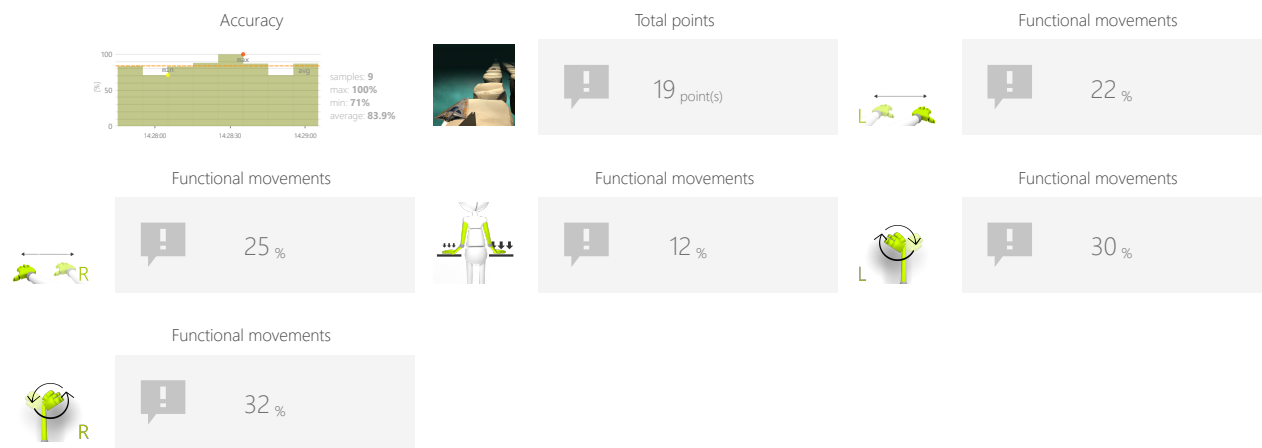 Accuracy
Total points
Functional movements
100
50
0
[%]
min
max
avg
14:28:00
14:28:30
14:29:00
samples: 9
max: 100%
min: 71%
average: 83.9%
19 point(s)
L
22 %
Functional movements
Functional movements
Functional movements
R
25 %
12 %
L
30 %
Functional movements
R
32 %